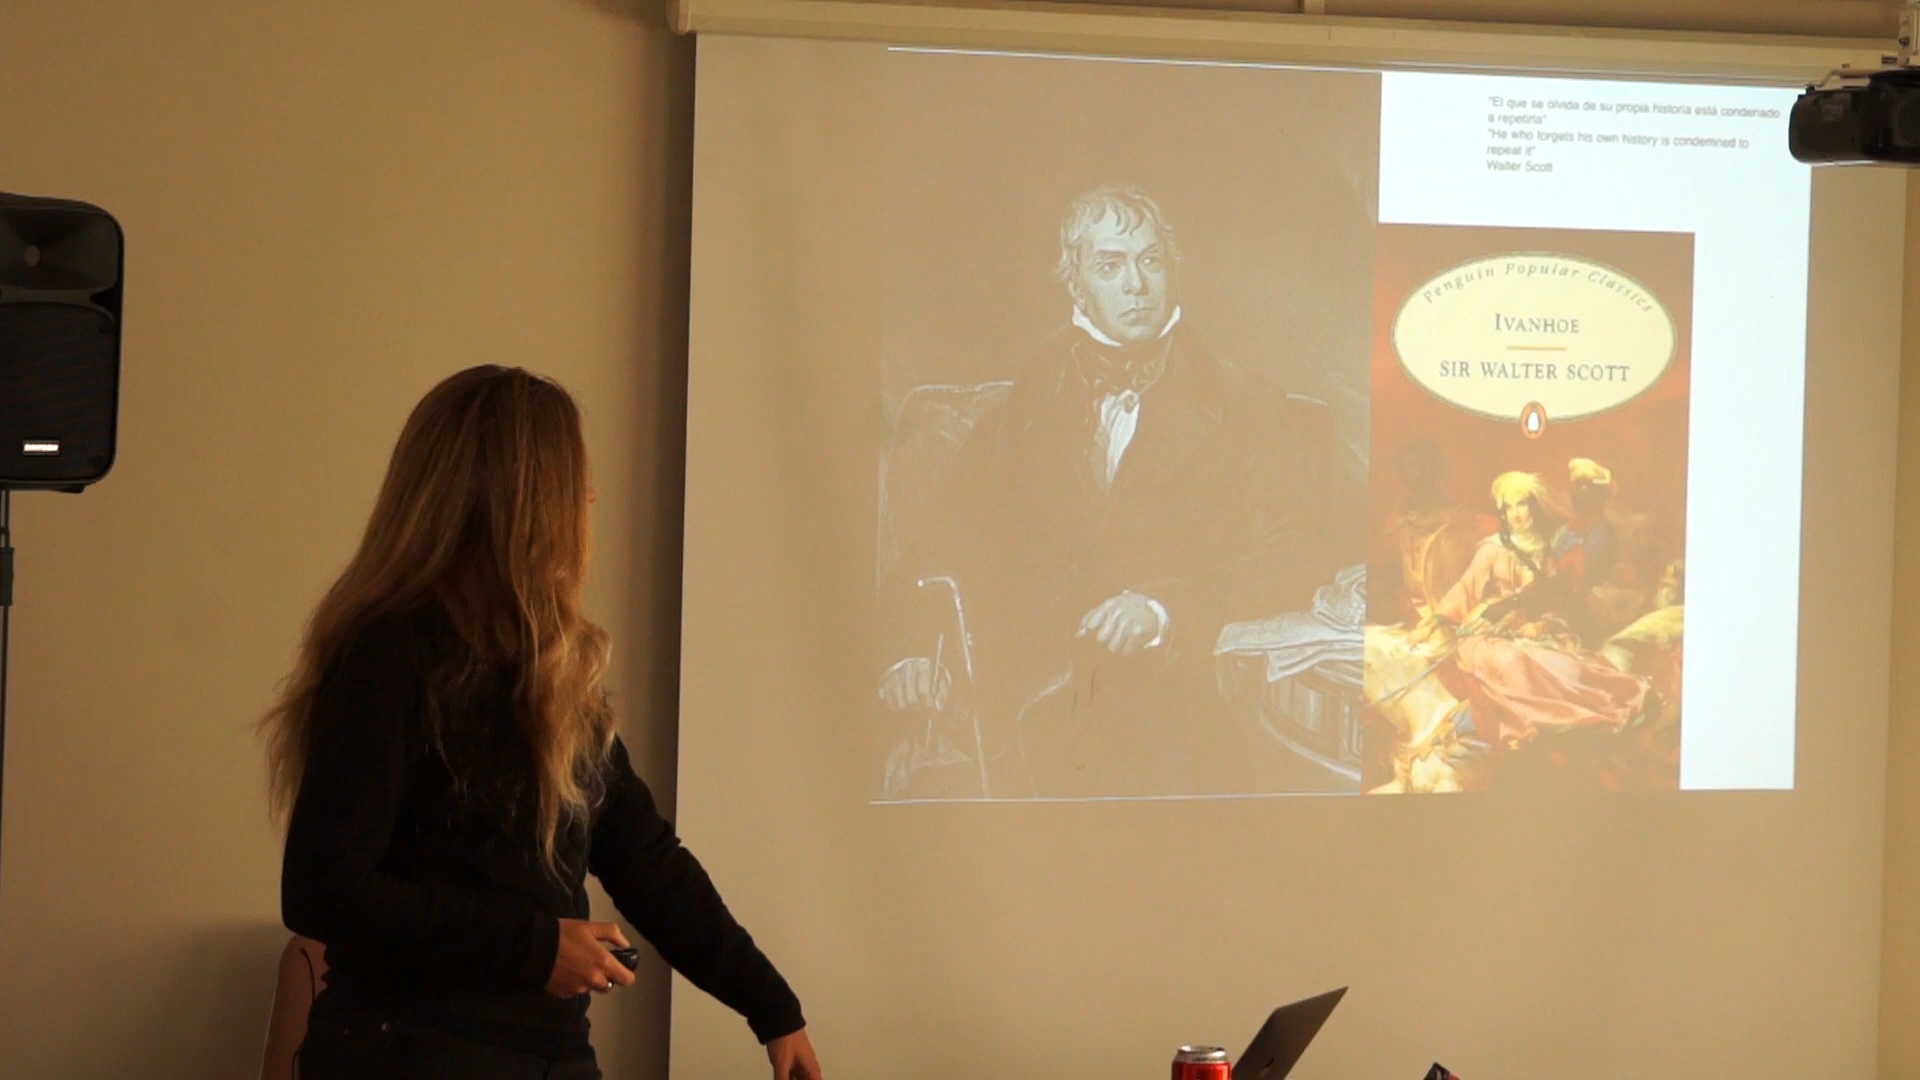 "El que se olvida de su propia historia está condenado
a repetirla"
"He who forgets his own history is condemned to
repeat it"
Walter Scott
Penguin Popular Classics
IVANHOE
SIR WALTER SCOTT
SAMSON